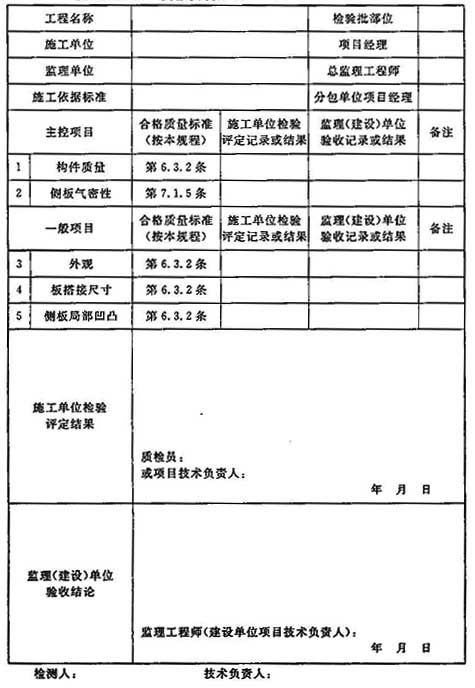 工程名称 检验批部位
施工单位 项目经理
监理单位 总监理工程师
施工依据标准 分包单位项目经理
主控项目 合格质量标准（按本规程） 施工单位检验评定记录或结果 监理（建设）单位验收记录或结果 备注
1 构件质量 第6.3.2条
2 侧板气密性 第7.1.5条
一般项目 合格质量标准（按本规程） 施工单位检验评定记录或结果 监理（建设）单位验收记录或结果 备注
3 外观 第6.3.2条
4 板搭接尺寸 第6.3.2条
5 侧板局部凹凸 第6.3.2条
施工单位检验
评定结果
质检员：
或项目技术负责人：
年 月 日
监理（建设）单位
验收结论
监理工程师（建设单位项目技术负责人）：
年 月 日
检测人： 技术负责人：